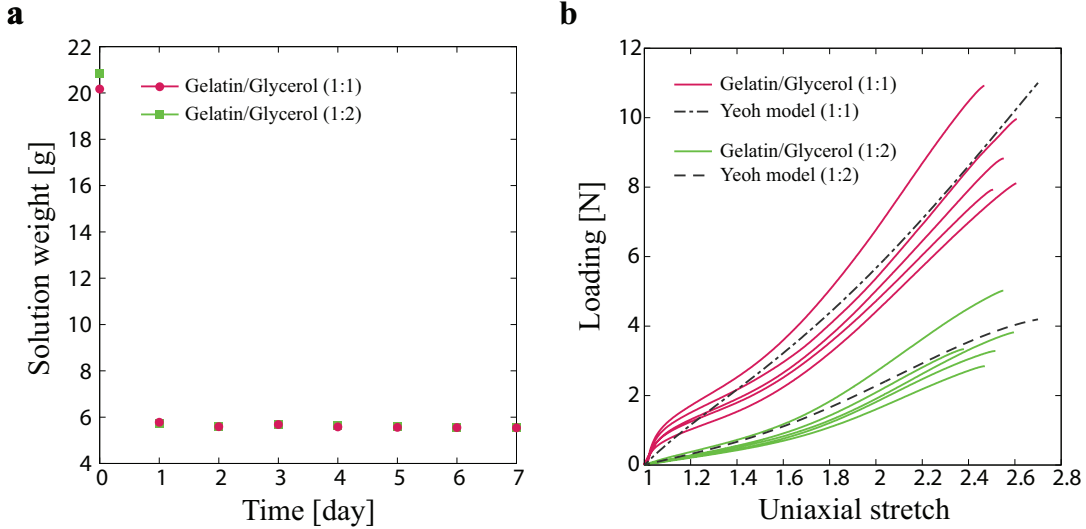 a
22
20
18
16
14
12
10
8
6
4
Solution weight [g]
Gelatin/Glycerol (1:1)
Gelatin/Glycerol (1:2)
0 1 2 3 4 5 6 7
Time [day]
b
12
10
8
6
4
2
0
Loading [N]
Gelatin/Glycerol (1:1)
Yeoh model (1:1)
Gelatin/Glycerol (1:2)
Yeoh model (1:2)
1 1.2 1.4 1.6 1.8 2 2.2 2.4 2.6 2.8
Uniaxial stretch